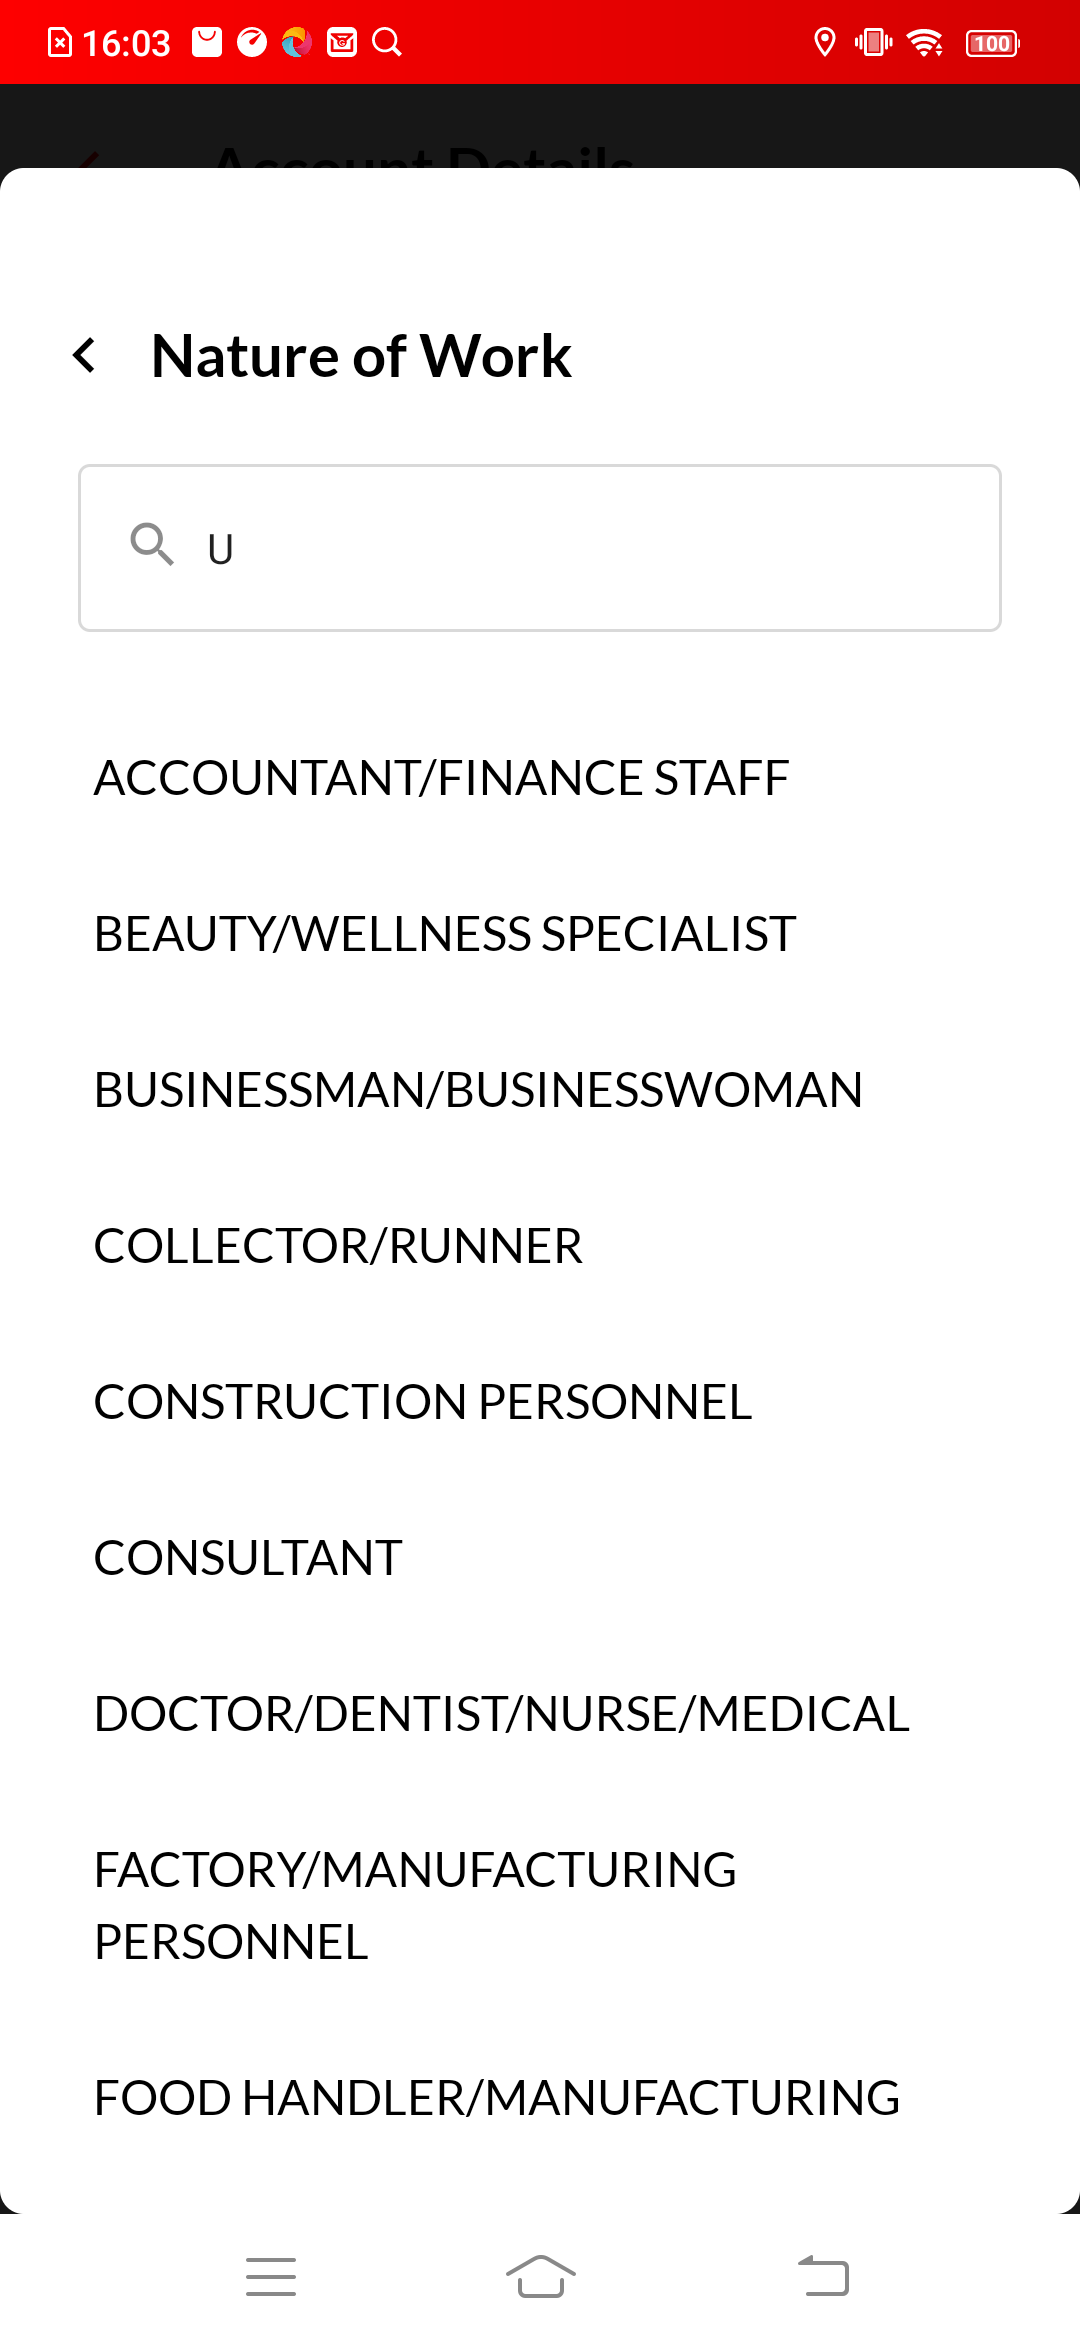 16:03
100
Account Details
Nature of Work
U
ACCOUNTANT/FINANCE STAFF
BEAUTY/WELLNESS SPECIALIST
BUSINESSMAN/BUSINESSWOMAN
COLLECTOR/RUNNER
CONSTRUCTION PERSONNEL
CONSULTANT
DOCTOR/DENTIST/NURSE/MEDICAL
FACTORY/MANUFACTURING
PERSONNEL
FOOD HANDLER/MANUFACTURING